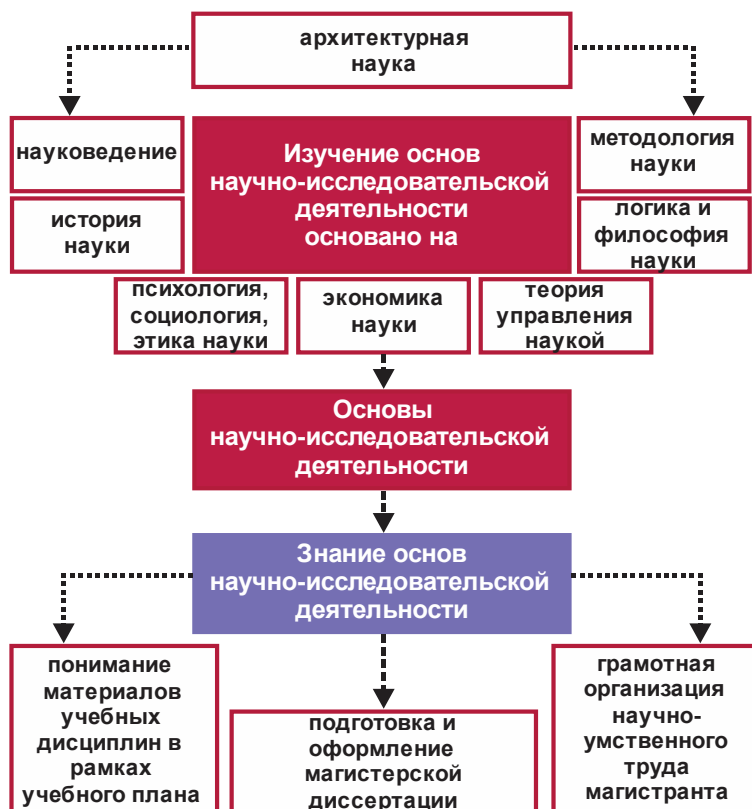 архитектурная
наука
науковедение
история
науки
Изучение основ
научно-исследовательской
деятельности
основано на
методология
науки
логика и
философия
науки
психология,
социология,
этика науки
экономика
науки
теория
управления
наукой
Основы
научно-исследовательской
деятельности
Знание основ
научно-исследовательской
деятельности
понимание
материалов
учебных
дисциплин в
рамках
учебного плана
подготовка и
оформление
магистерской
диссертации
грамотная
организация
научно-
умственного
труда
магистранта